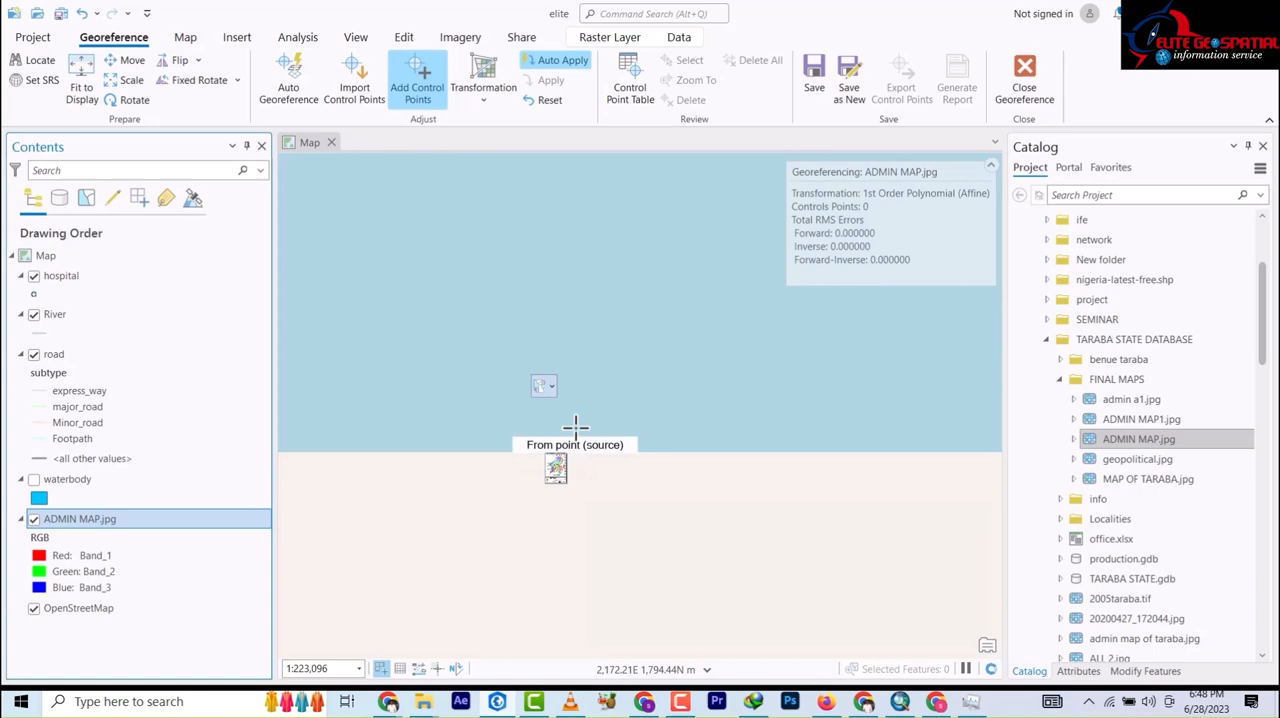 elite
Command Search (Alt+Q)
Not signed in
ELITE GEOSPATIAL
information service
Project
Georeference
Map
Insert
Analysis
View
Edit
Imagery
Share
Raster Layer
Data
Locate
Set SRS
Fit to
Display
Move
Scale
Rotate
Flip
Fixed Rotate
Prepare
Auto
Georeference
Import
Control Points
Add Control
Points
Transformation
Auto Apply
Apply
Reset
Adjust
Control
Point Table
Select
Zoom To
Delete
Delete All
Review
Save
Save
as New
Export
Control Points
Generate
Report
Save
Close
Georeference
Close
Contents
Search
Drawing Order
Map
hospital
River
road
subtype
express_way
major_road
Minor_road
Footpath
<all other values>
waterbody
ADMIN MAP.jpg
RGB
Red: Band_1
Green: Band_2
Blue: Band_3
OpenStreetMap
Map
Georeferencing: ADMIN MAP.jpg
Transformation: 1st Order Polynomial (Affine)
Controls Points: 0
Total RMS Errors
Forward: 0.000000
Inverse: 0.000000
Forward-Inverse: 0.000000
From point (source)
1:223,096
2,172.21E 1,794.44N m
Selected Features: 0
Catalog
Project
Portal
Favorites
Search Project
ife
network
New folder
nigeria-latest-free.shp
project
SEMINAR
TARABA STATE DATABASE
benue taraba
FINAL MAPS
admin a1.jpg
ADMIN MAP1.jpg
ADMIN MAP.jpg
geopolitical.jpg
MAP OF TARABA.jpg
info
Localities
office.xlsx
production.gdb
TARABA STATE.gdb
2005taraba.tif
20200427_172044.jpg
admin map of taraba.jpg
ALL 2.jpg
Catalog
Attributes
Modify Features
Type here to search
6:48 PM
6/28/2023